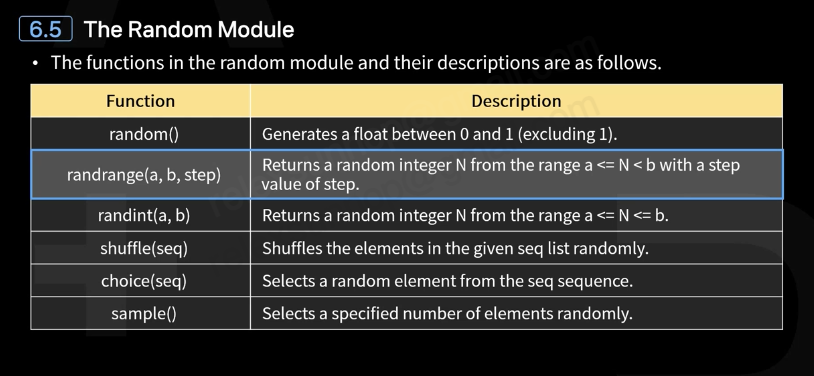 6.5 The Random Module
• The functions in the random module and their descriptions are as follows.
Function Description
random() Generates a float between 0 and 1 (excluding 1).
randrange(a, b, step) Returns a random integer N from the range a <= N < b with a step
value of step.
randint(a, b) Returns a random integer N from the range a <= N <= b.
shuffle(seq) Shuffles the elements in the given seq list randomly.
choice(seq) Selects a random element from the seq sequence.
sample() Selects a specified number of elements randomly.